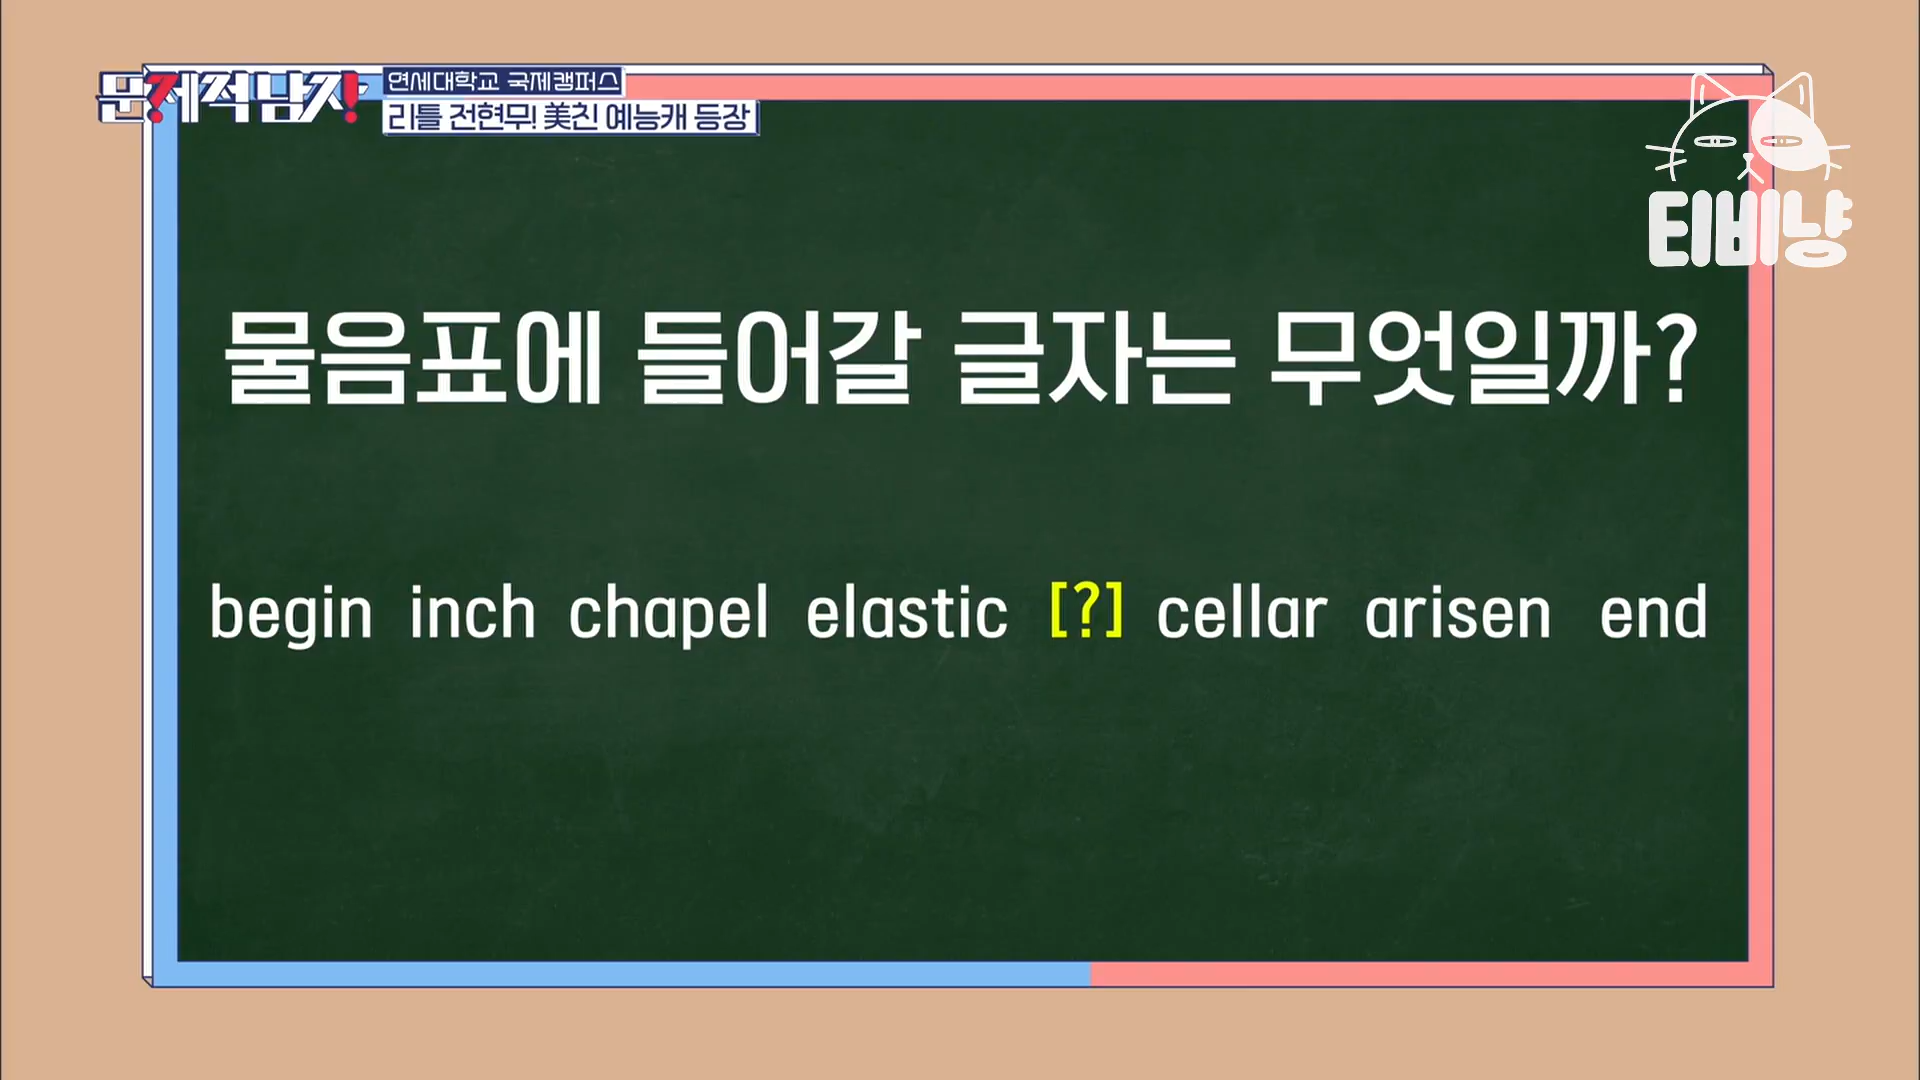 문제적 남자
연세대학교 국제캠퍼스
리틀 전현무! 美친 예능캐 등장
티비냥
물음표에 들어갈 글자는 무엇일까?
begin inch chapel elastic [?] cellar arisen end